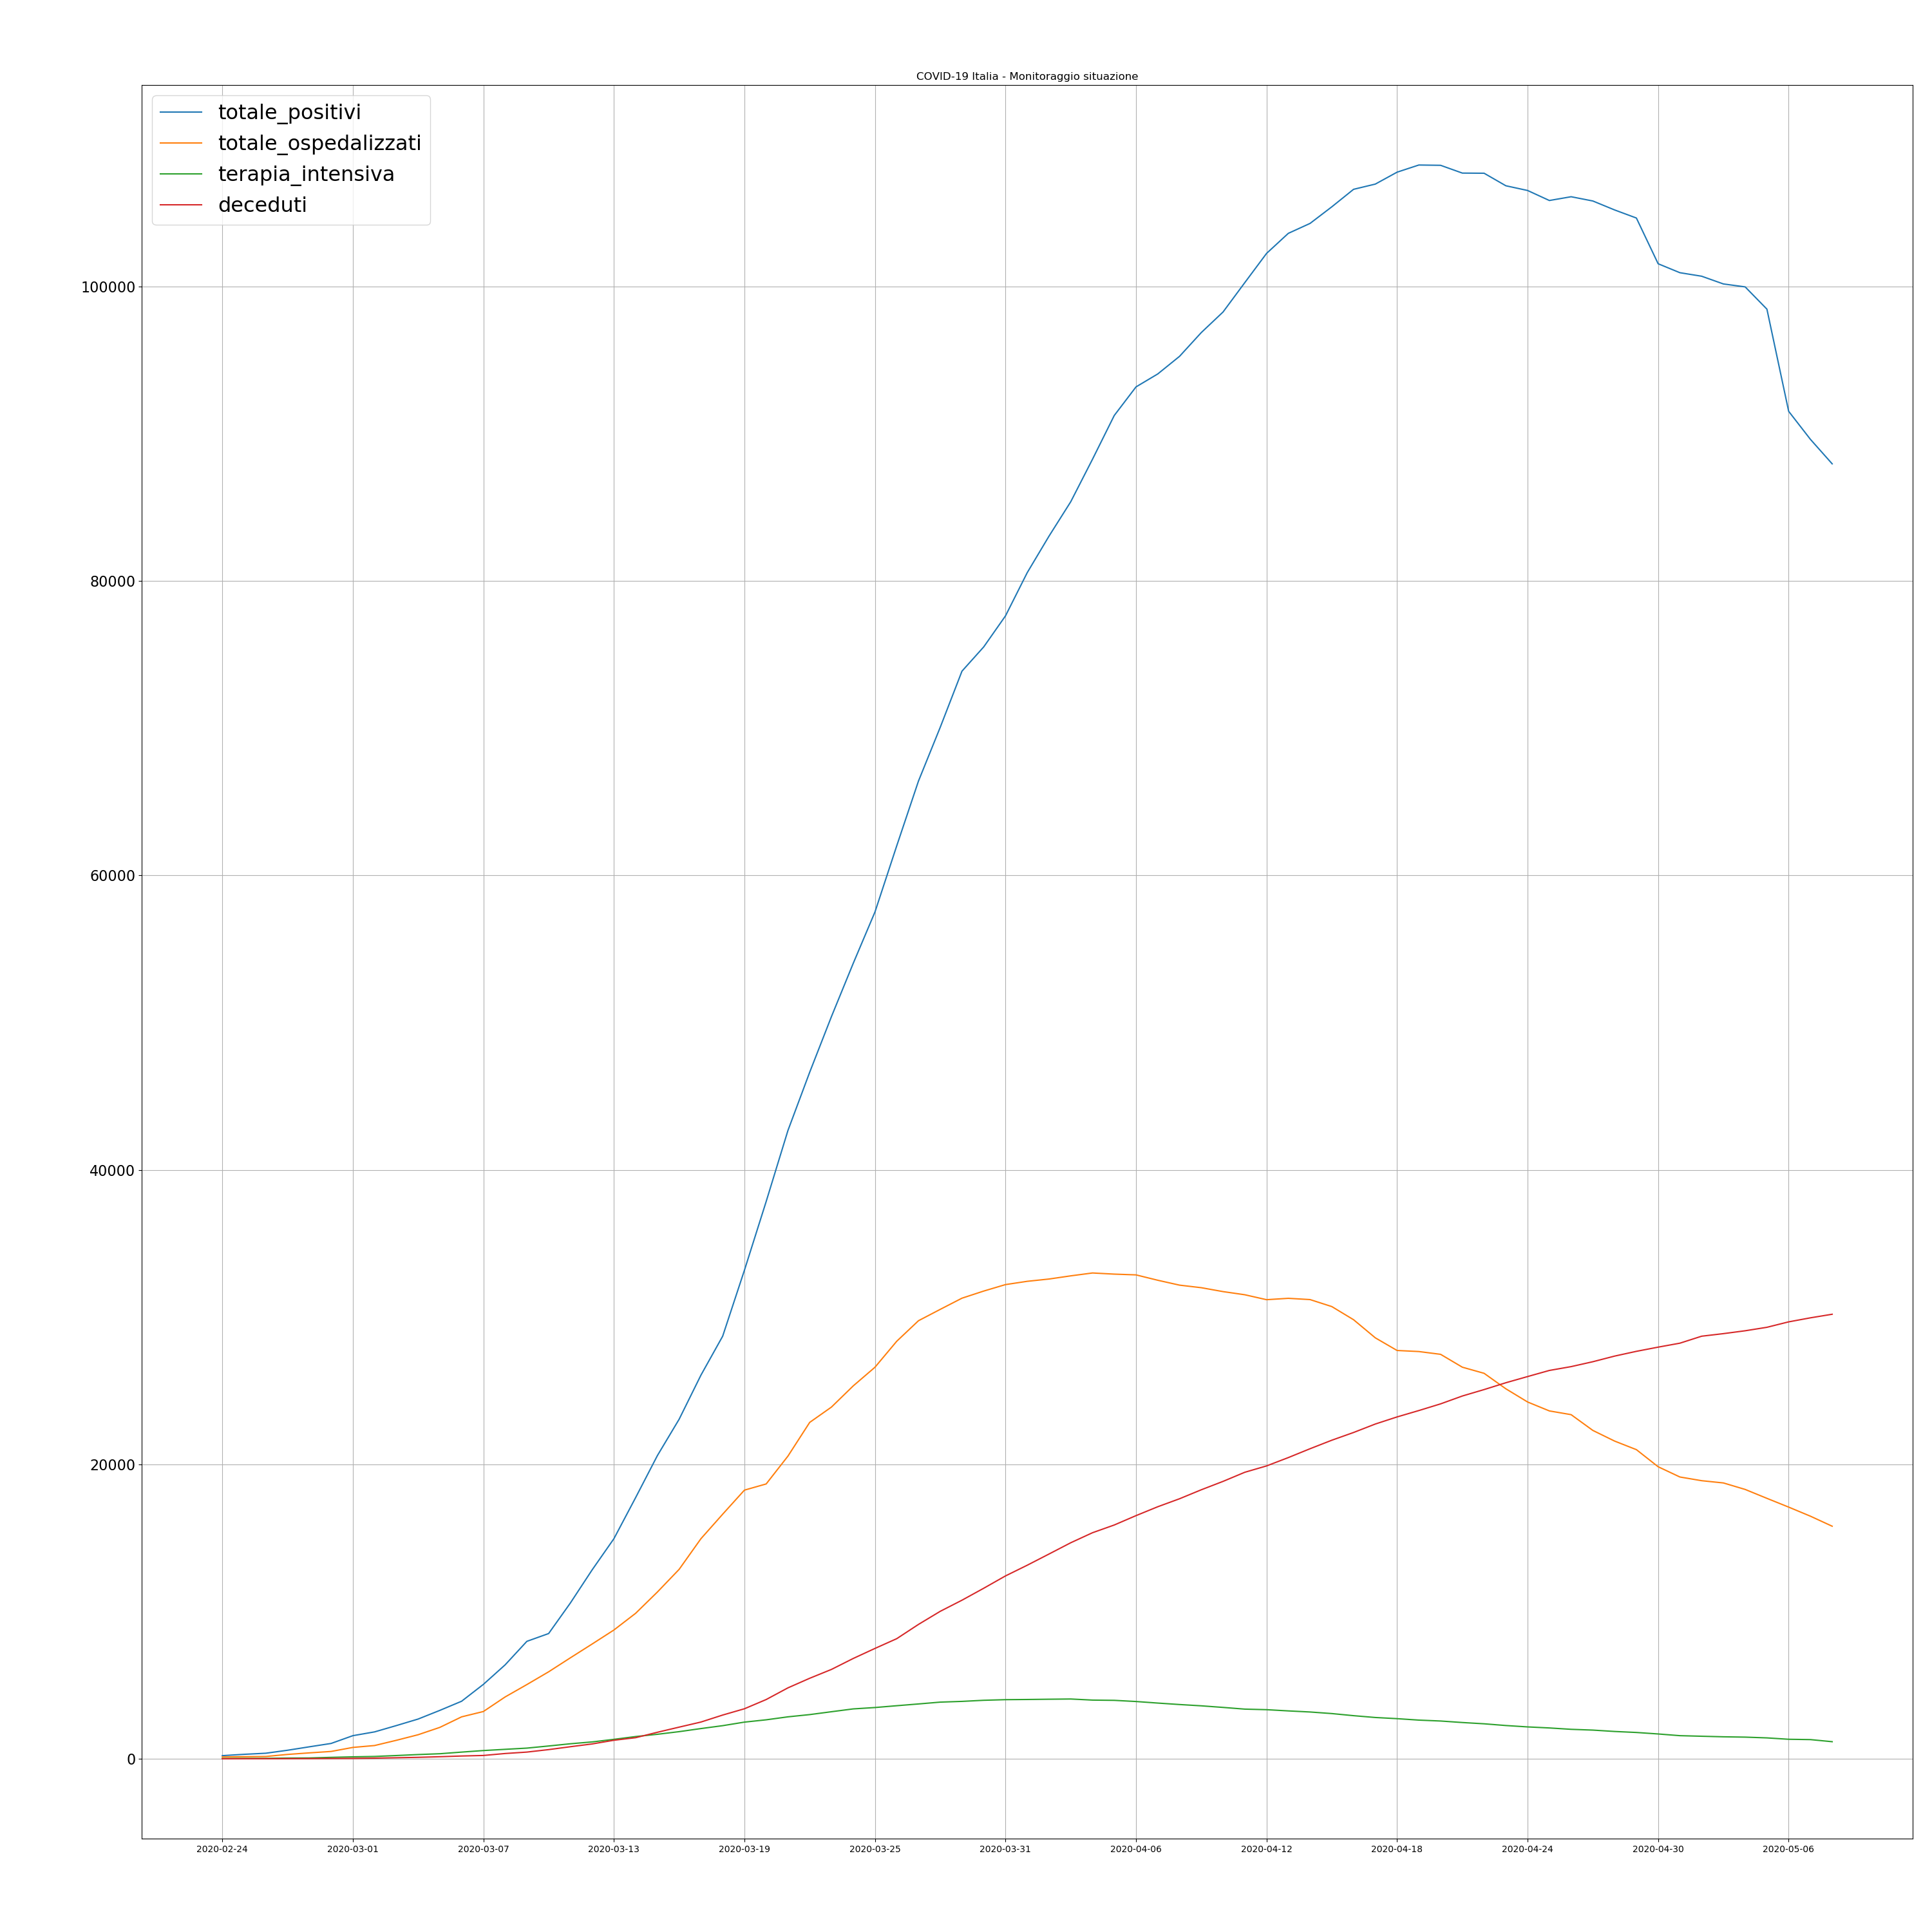 COVID-19 Italia - Monitoraggio situazione
totale_positivi
totale_ospedalizzati
terapia_intensiva
deceduti
100000
80000
60000
40000
20000
0
2020-02-24 2020-03-01 2020-03-07 2020-03-13 2020-03-19 2020-03-25 2020-03-31 2020-04-06 2020-04-12 2020-04-18 2020-04-24 2020-04-30 2020-05-06